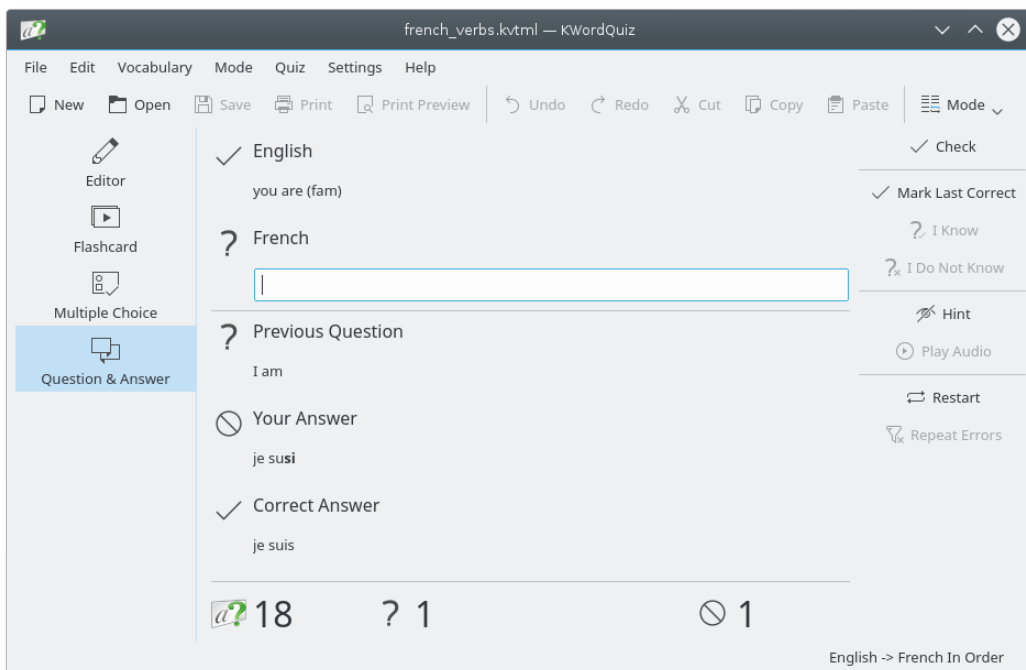 french_verbs.kvtml — KWordQuiz
File Edit Vocabulary Mode Quiz Settings Help
New Open Save Print Print Preview Undo Redo Cut Copy Paste Mode
Editor
Flashcard
Multiple Choice
Question & Answer
English
you are (fam)
French
Previous Question
I am
Your Answer
je susi
Correct Answer
je suis
a? 18 ? 1 1
Check
Mark Last Correct
? I Know
? I Do Not Know
Hint
Play Audio
Restart
Repeat Errors
English -> French In Order